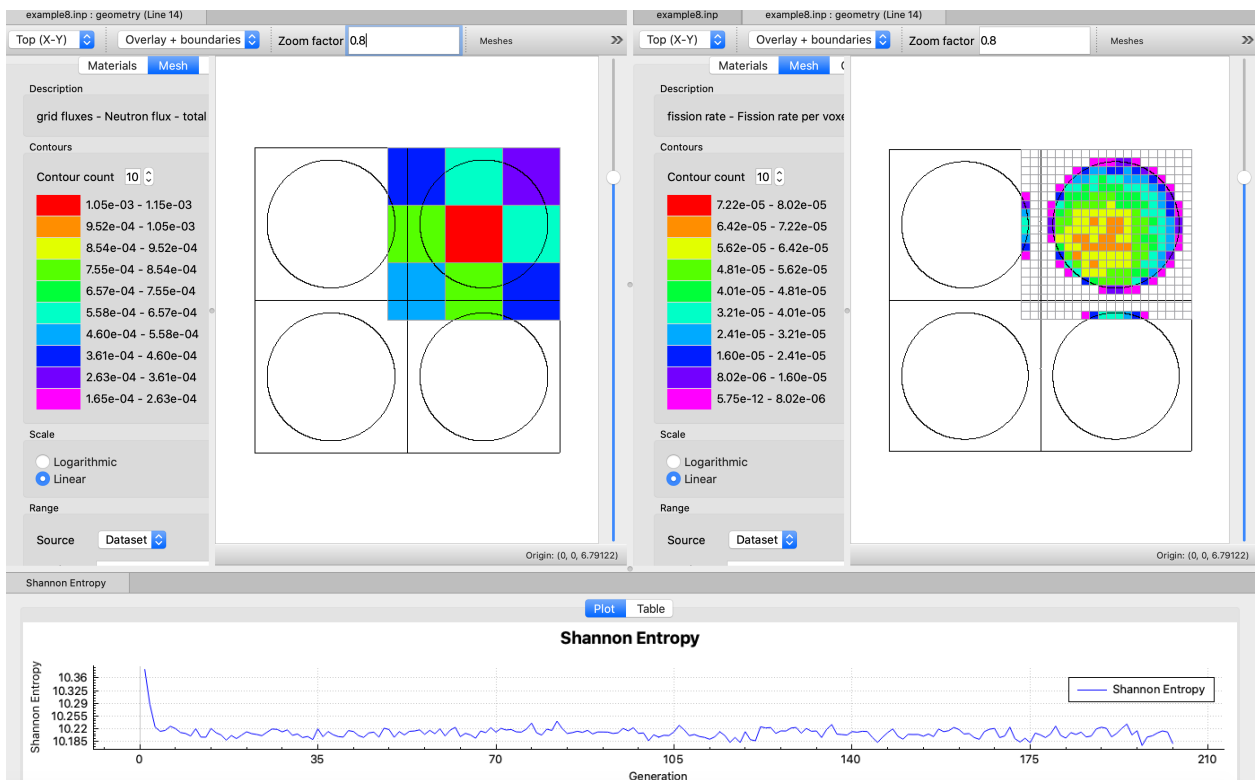 example8.inp : geometry (Line 14)
Top (X-Y)
Overlay + boundaries
Zoom factor
0.8
Meshes
Materials
Mesh
Description
grid fluxes - Neutron flux - total
Contours
Contour count
10
1.05e-03 - 1.15e-03
9.52e-04 - 1.05e-03
8.54e-04 - 9.52e-04
7.55e-04 - 8.54e-04
6.57e-04 - 7.55e-04
5.58e-04 - 6.57e-04
4.60e-04 - 5.58e-04
3.61e-04 - 4.60e-04
2.63e-04 - 3.61e-04
1.65e-04 - 2.63e-04
Scale
Logarithmic
Linear
Range
Source
Dataset
Origin: (0, 0, 6.79122)
example8.inp
example8.inp : geometry (Line 14)
Top (X-Y)
Overlay + boundaries
Zoom factor
0.8
Meshes
Materials
Mesh
Description
fission rate - Fission rate per voxe
Contours
Contour count
10
7.22e-05 - 8.02e-05
6.42e-05 - 7.22e-05
5.62e-05 - 6.42e-05
4.81e-05 - 5.62e-05
4.01e-05 - 4.81e-05
3.21e-05 - 4.01e-05
2.41e-05 - 3.21e-05
1.60e-05 - 2.41e-05
8.02e-06 - 1.60e-05
5.75e-12 - 8.02e-06
Scale
Logarithmic
Linear
Range
Source
Dataset
Origin: (0, 0, 6.79122)
Shannon Entropy
Plot
Table
Shannon Entropy
Shannon Entropy
10.36
10.325
10.29
10.255
10.22
10.185
Shannon Entropy
0
35
70
105
140
175
210
Generation